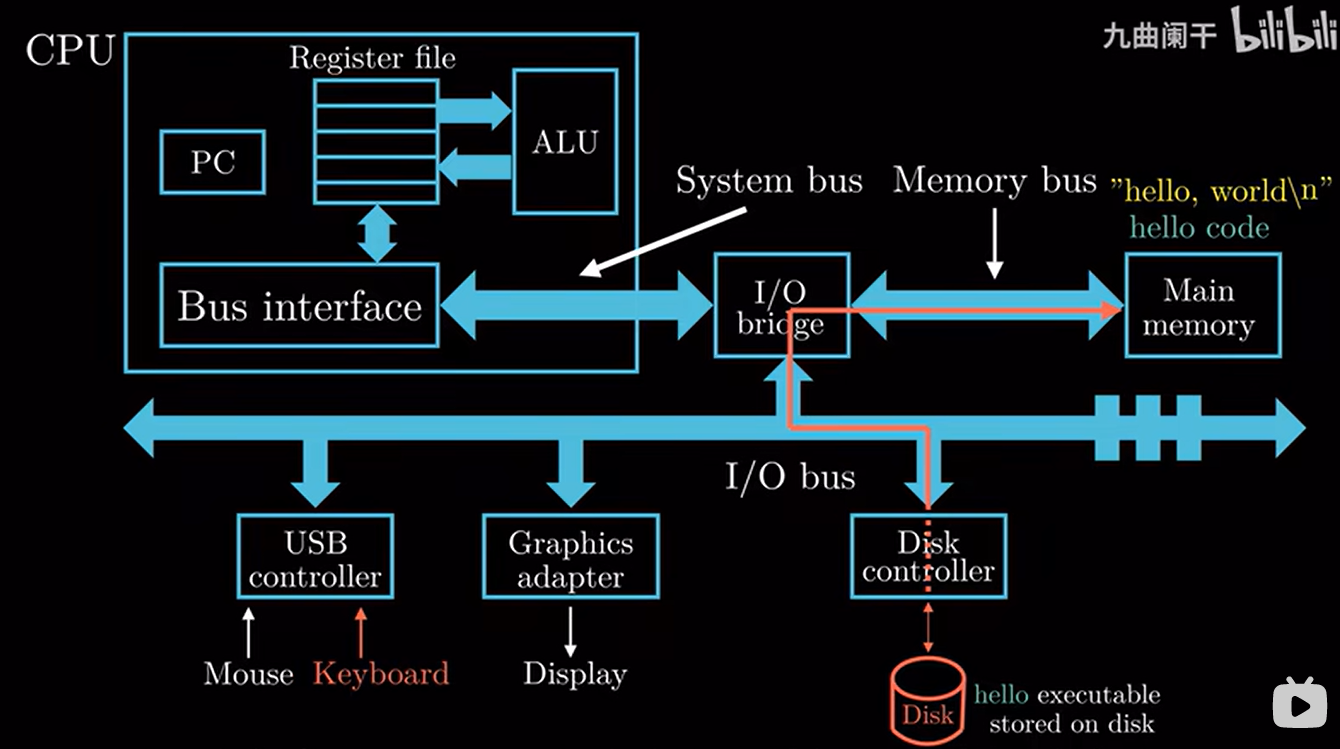 九曲阑干 bilibili
CPU
Register file
PC
ALU
System bus
Memory bus
"hello, world\n"
hello code
Bus interface
I/O
bridge
Main
memory
I/O bus
USB
controller
Graphics
adapter
Disk
controller
Mouse
Keyboard
Display
Disk
hello executable
stored on disk